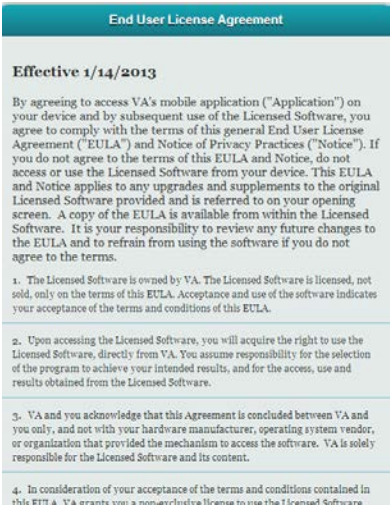 End User License Agreement
Effective 1/14/2013
By agreeing to access VA's mobile application ("Application") on
your device and by subsequent use of the Licensed Software, you
agree to comply with the terms of this general End User License
Agreement ("EULA") and Notice of Privacy Practices ("Notice"). If
you do not agree to the terms of this EULA and Notice, do not
access or use the Licensed Software from your device. This EULA
and Notice applies to any upgrades and supplements to the original
Licensed Software provided and is referred to on your opening
screen. A copy of the EULA is available from within the Licensed
Software. It is your responsibility to review any future changes to
the EULA and to refrain from using the software if you do not
agree to the terms.
1. The Licensed Software is owned by VA. The Licensed Software is licensed, not
sold, only on the terms of this EULA. Acceptance and use of the software indicates
your acceptance of the terms and conditions of this EULA.
2. Upon accessing the Licensed Software, you will acquire the right to use the
Licensed Software, directly from VA. You assume responsibility for the selection
of the program to achieve your intended results, and for the access, use and
results obtained from the Licensed Software.
3. VA and you acknowledge that this Agreement is concluded between VA and
you only, and not with your hardware manufacturer, operating system vendor,
or organization that provided the mechanism to access the software. VA is solely
responsible for the Licensed Software and its content.
4. In consideration of your acceptance of the terms and conditions contained in
this EULA, VA grants you a non-exclusive license to use the Licensed Software